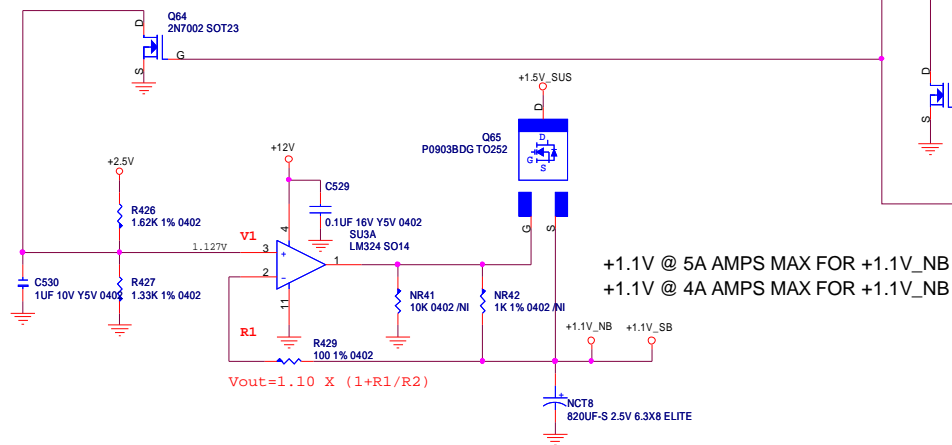 Q64
2N7002 SOT23
D
G
S
+1.5V_SUS
D
D
S
Q65
P0903BDG TO252
D
G
S
+12V
+2.5V
C529
R426
1.62K 1% 0402
0.1UF 16V Y5V 0402
SU3A
LM324 SO14
V1
4
1.127V
3
+
1
2
-
11
G
S
C530
1UF 10V Y5V 0402
R427
1.33K 1% 0402
NR41
10K 0402 /NI
NR42
1K 1% 0402 /NI
+1.1V @ 5A AMPS MAX FOR +1.1V_NB
+1.1V @ 4A AMPS MAX FOR +1.1V_NB
R1
R429
100 1% 0402
+1.1V_NB
+1.1V_SB
Vout=1.10 X (1+R1/R2)
+
NCT8
820UF-S 2.5V 6.3X8 ELITE